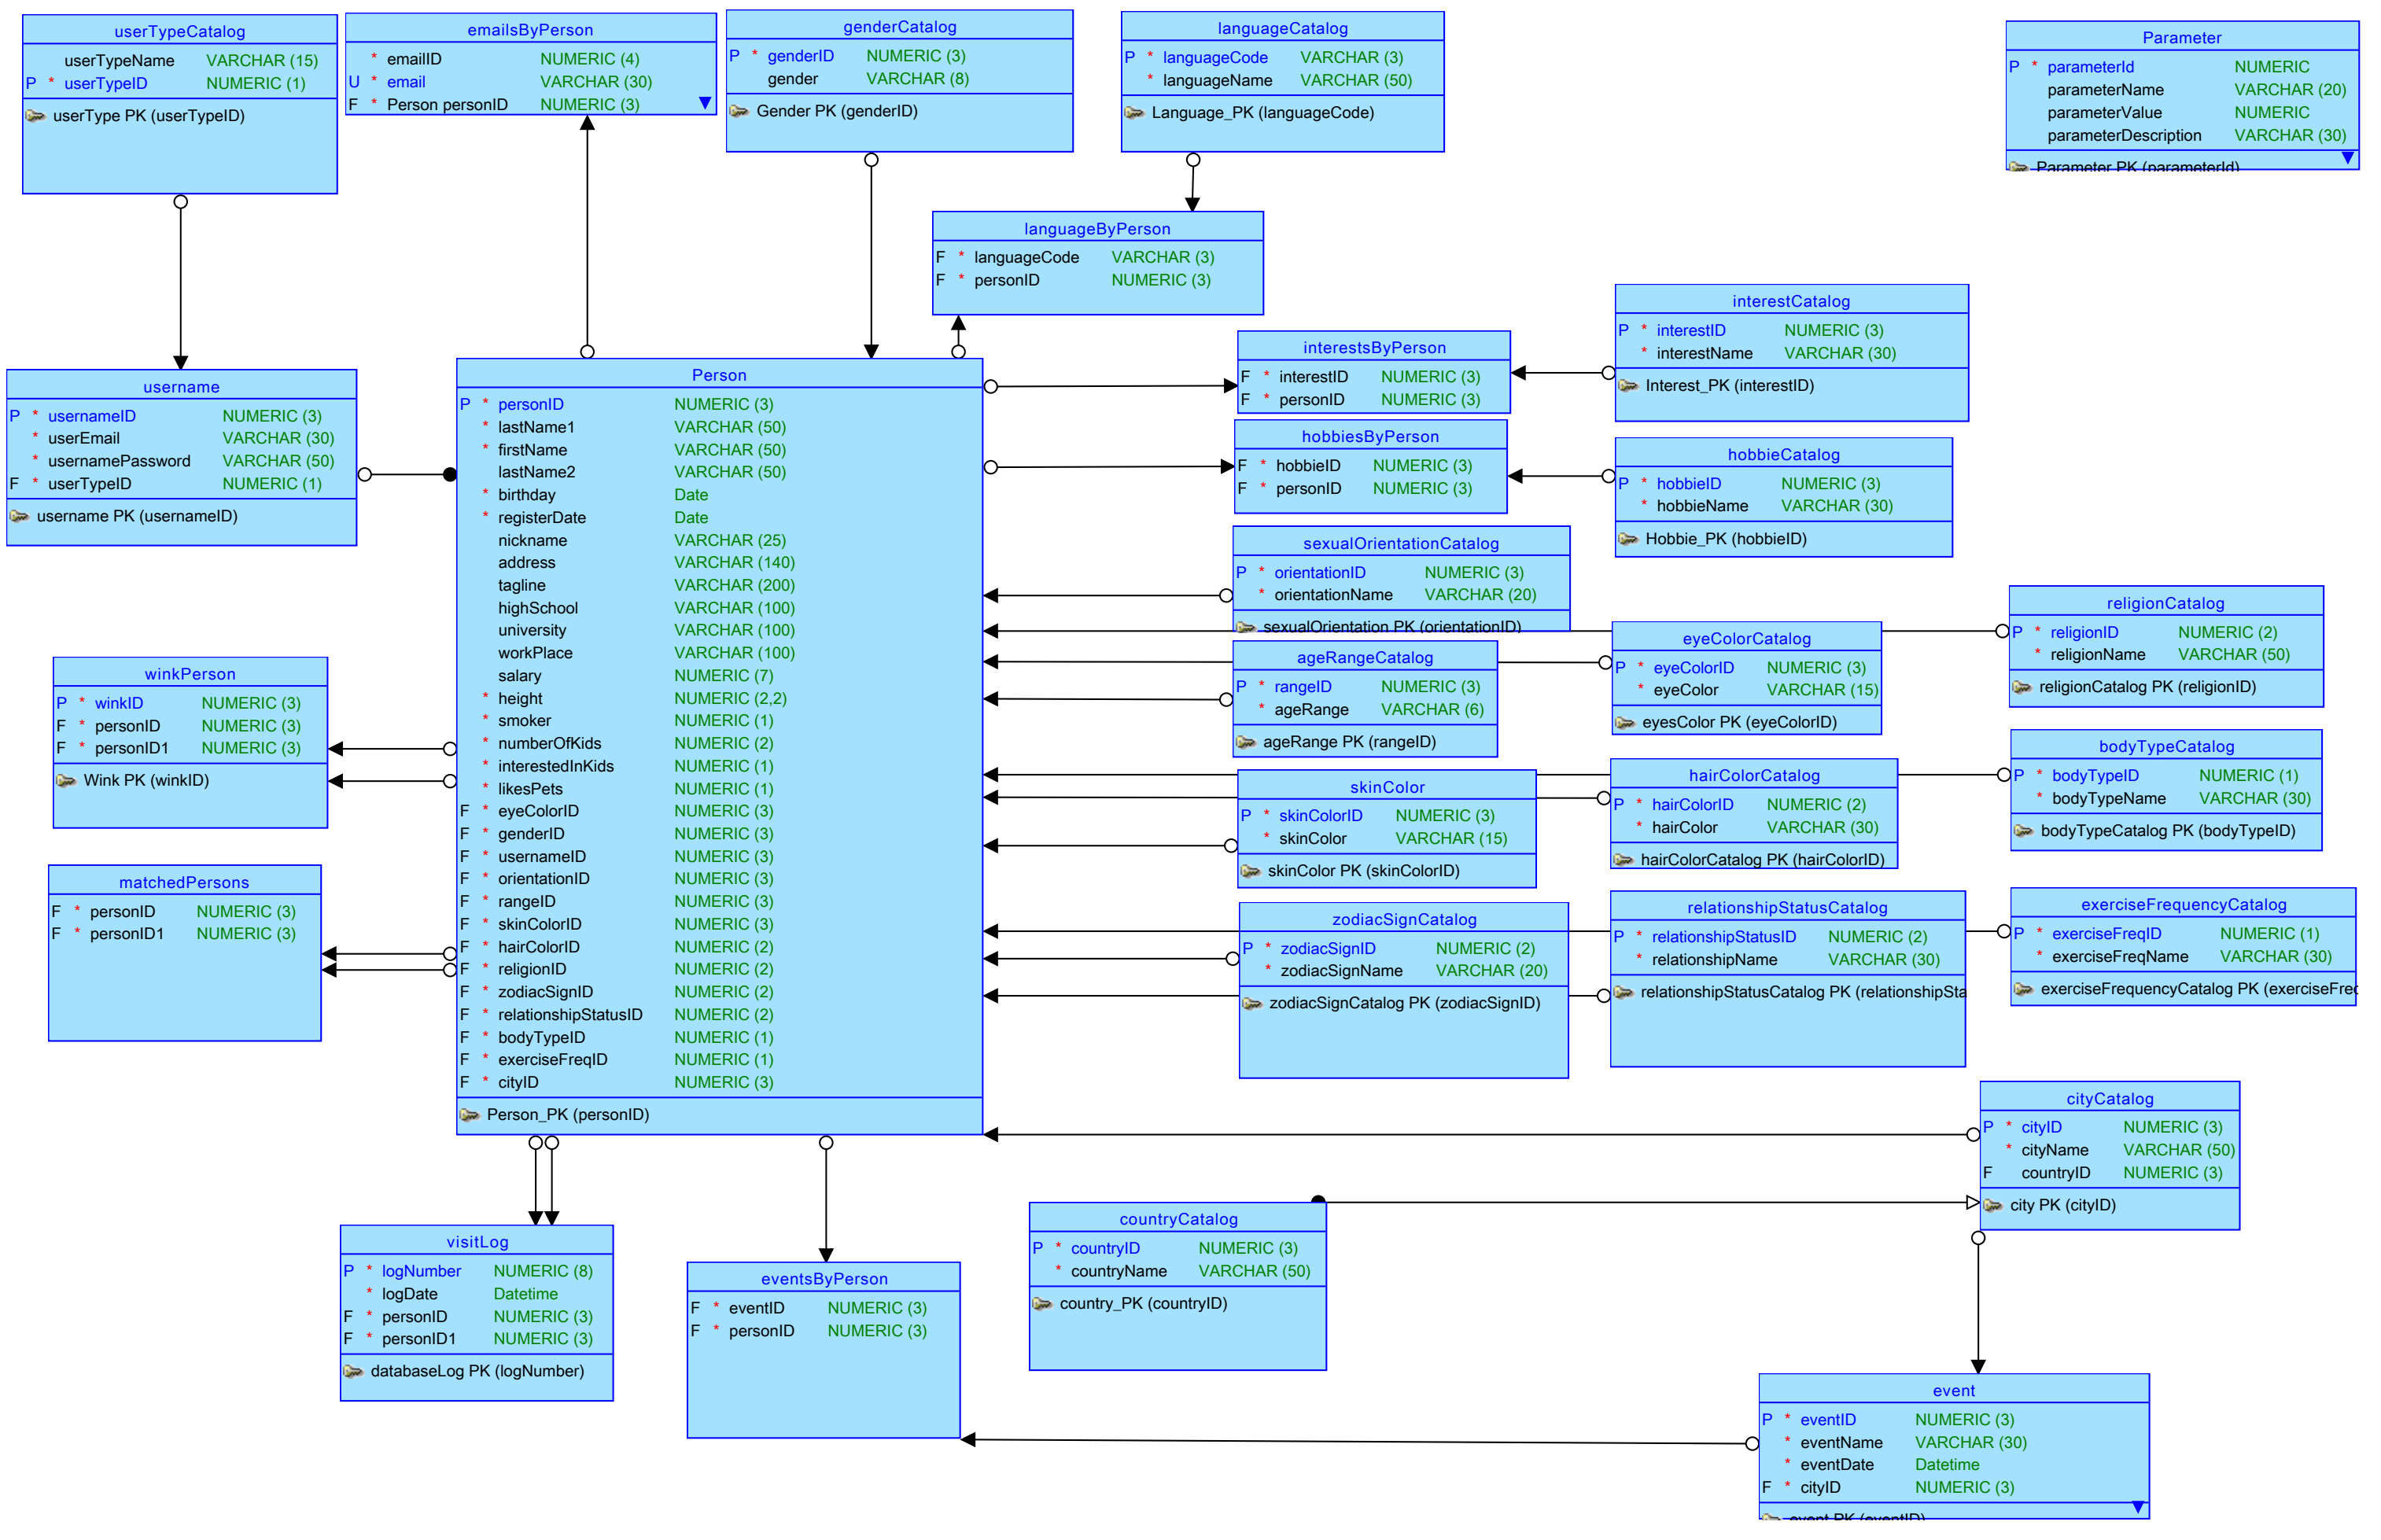 userTypeCatalog
userTypeName VARCHAR (15)
P * userTypeID NUMERIC (1)
userType PK (userTypeID)
emailsByPerson
* emailID NUMERIC (4)
U * email VARCHAR (30)
F * Person personID NUMERIC (3)
genderCatalog
P * genderID NUMERIC (3)
gender VARCHAR (8)
Gender PK (genderID)
languageCatalog
P * languageCode VARCHAR (3)
* languageName VARCHAR (50)
Language_PK (languageCode)
Parameter
P * parameterId NUMERIC
parameterName VARCHAR (20)
parameterValue NUMERIC
parameterDescription VARCHAR (30)
Parameter PK (parameterId)
languageByPerson
F * languageCode VARCHAR (3)
F * personID NUMERIC (3)
username
P * usernameID NUMERIC (3)
* userEmail VARCHAR (30)
* usernamePassword VARCHAR (50)
F * userTypeID NUMERIC (1)
username PK (usernameID)
Person
P * personID NUMERIC (3)
* lastName1 VARCHAR (50)
* firstName VARCHAR (50)
lastName2 VARCHAR (50)
* birthday Date
* registerDate Date
nickname VARCHAR (25)
address VARCHAR (140)
tagline VARCHAR (200)
highSchool VARCHAR (100)
university VARCHAR (100)
workPlace VARCHAR (100)
salary NUMERIC (7)
* height NUMERIC (2,2)
* smoker NUMERIC (1)
* numberOfKids NUMERIC (2)
* interestedInKids NUMERIC (1)
* likesPets NUMERIC (1)
F * eyeColorID NUMERIC (3)
F * genderID NUMERIC (3)
F * usernameID NUMERIC (3)
F * orientationID NUMERIC (3)
F * rangeID NUMERIC (3)
F * skinColorID NUMERIC (3)
F * hairColorID NUMERIC (2)
F * religionID NUMERIC (2)
F * zodiacSignID NUMERIC (2)
F * relationshipStatusID NUMERIC (2)
F * bodyTypeID NUMERIC (1)
F * exerciseFreqID NUMERIC (1)
F * cityID NUMERIC (3)
Person_PK (personID)
interestsByPerson
F * interestID NUMERIC (3)
F * personID NUMERIC (3)
interestCatalog
P * interestID NUMERIC (3)
* interestName VARCHAR (30)
Interest_PK (interestID)
hobbiesByPerson
F * hobbieID NUMERIC (3)
F * personID NUMERIC (3)
hobbieCatalog
P * hobbieID NUMERIC (3)
* hobbieName VARCHAR (30)
Hobbie_PK (hobbieID)
sexualOrientationCatalog
P * orientationID NUMERIC (3)
* orientationName VARCHAR (20)
sexualOrientation PK (orientationID)
religionCatalog
P * religionID NUMERIC (2)
* religionName VARCHAR (50)
religionCatalog PK (religionID)
eyeColorCatalog
P * eyeColorID NUMERIC (3)
* eyeColor VARCHAR (15)
eyesColor PK (eyeColorID)
ageRangeCatalog
P * rangeID NUMERIC (3)
* ageRange VARCHAR (6)
ageRange PK (rangeID)
winkPerson
P * winkID NUMERIC (3)
F * personID NUMERIC (3)
F * personID1 NUMERIC (3)
Wink PK (winkID)
bodyTypeCatalog
P * bodyTypeID NUMERIC (1)
* bodyTypeName VARCHAR (30)
bodyTypeCatalog PK (bodyTypeID)
hairColorCatalog
P * hairColorID NUMERIC (2)
* hairColor VARCHAR (30)
hairColorCatalog PK (hairColorID)
skinColor
P * skinColorID NUMERIC (3)
* skinColor VARCHAR (15)
skinColor PK (skinColorID)
matchedPersons
F * personID NUMERIC (3)
F * personID1 NUMERIC (3)
zodiacSignCatalog
P * zodiacSignID NUMERIC (2)
* zodiacSignName VARCHAR (20)
zodiacSignCatalog PK (zodiacSignID)
relationshipStatusCatalog
P * relationshipStatusID NUMERIC (2)
* relationshipName VARCHAR (30)
relationshipStatusCatalog PK (relationshipSta
exerciseFrequencyCatalog
P * exerciseFreqID NUMERIC (1)
* exerciseFreqName VARCHAR (30)
exerciseFrequencyCatalog PK (exerciseFreq
cityCatalog
P * cityID NUMERIC (3)
* cityName VARCHAR (50)
F countryID NUMERIC (3)
city PK (cityID)
countryCatalog
P * countryID NUMERIC (3)
* countryName VARCHAR (50)
country_PK (countryID)
visitLog
P * logNumber NUMERIC (8)
* logDate Datetime
F * personID NUMERIC (3)
F * personID1 NUMERIC (3)
databaseLog PK (logNumber)
eventsByPerson
F * eventID NUMERIC (3)
F * personID NUMERIC (3)
event
P * eventID NUMERIC (3)
* eventName VARCHAR (30)
* eventDate Datetime
F * cityID NUMERIC (3)
event PK (eventID)